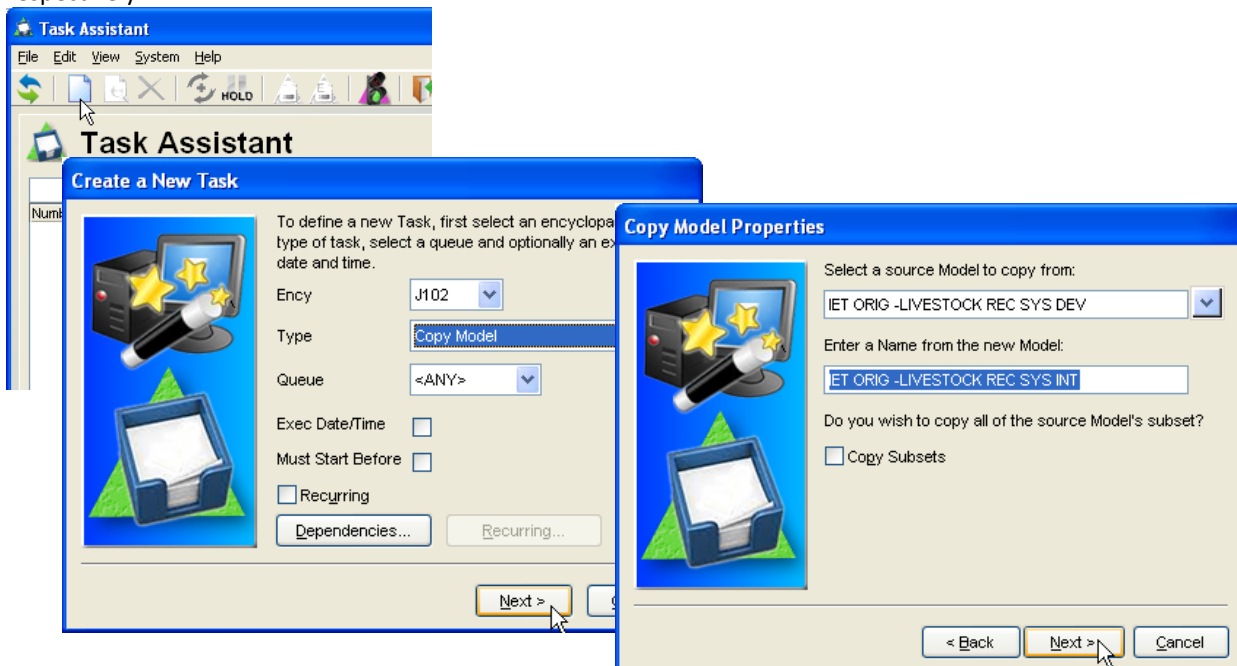 Task Assistant
File Edit View System Help
HOLD
Task Assistant
Create a New Task
To define a new Task, first select an encyclopa
type of task, select a queue and optionally an ex
date and time.
Ency J102
Type Copy Model
Queue <ANY>
Exec Date/Time
Must Start Before
Recurring
Dependencies... Recurring...
Next >
Copy Model Properties
Select a source Model to copy from:
IET ORIG -LIVESTOCK REC SYS DEV
Enter a Name from the new Model:
IET ORIG -LIVESTOCK REC SYS INT
Do you wish to copy all of the source Model's subset?
Copy Subsets
< Back Next > Cancel